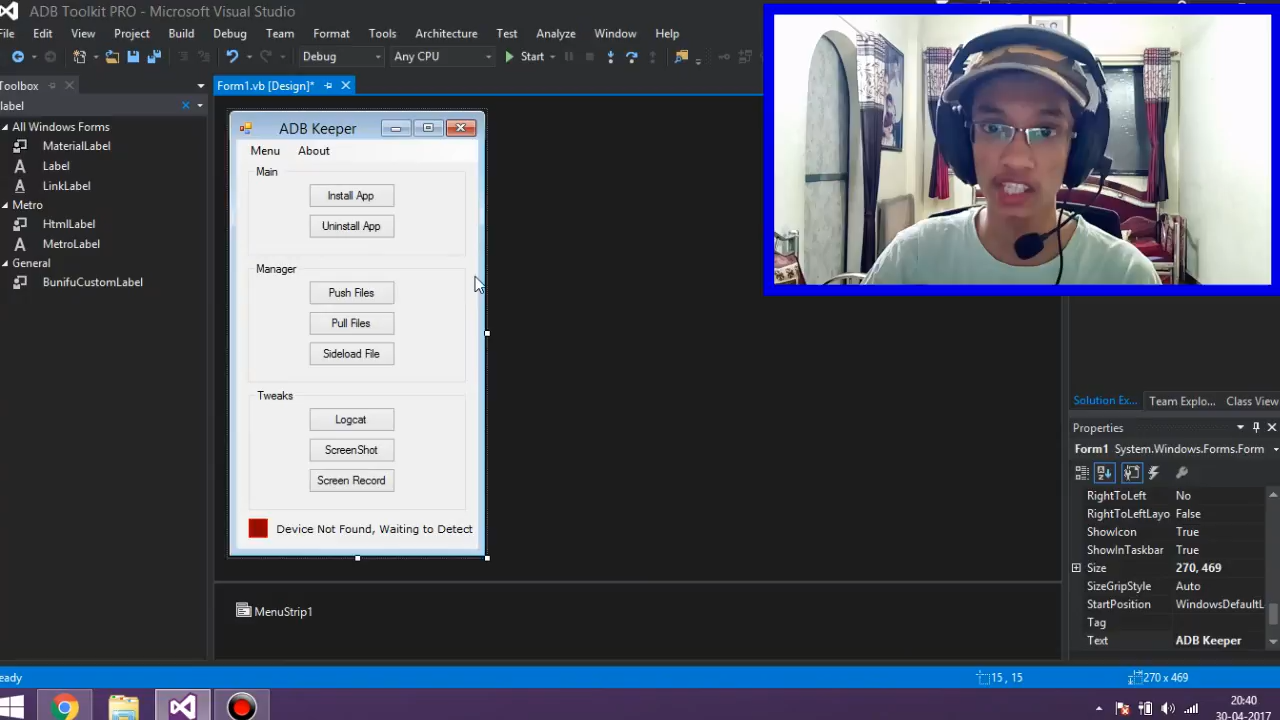 ADB Toolkit PRO - Microsoft Visual Studio
File Edit View Project Build Debug Team Format Tools Architecture Test Analyze Window Help
Debug Any CPU Start
Toolbox
Form1.vb [Design]*
label
All Windows Forms
MaterialLabel
Label
LinkLabel
Metro
HtmlLabel
MetroLabel
General
BunifuCustomLabel
ADB Keeper
Menu About
Main
Install App
Uninstall App
Manager
Push Files
Pull Files
Sideload File
Tweaks
Logcat
ScreenShot
Screen Record
Device Not Found, Waiting to Detect
MenuStrip1
Solution Ex... Team Explo... Class View
Properties
Form1 System.Windows.Forms.Form
RightToLeft No
RightToLeftLayo False
ShowIcon True
ShowInTaskbar True
Size 270, 469
SizeGripStyle Auto
StartPosition WindowsDefaultL
Tag
Text ADB Keeper
eady
15 , 15
270 x 469
20:40
30-04-2017